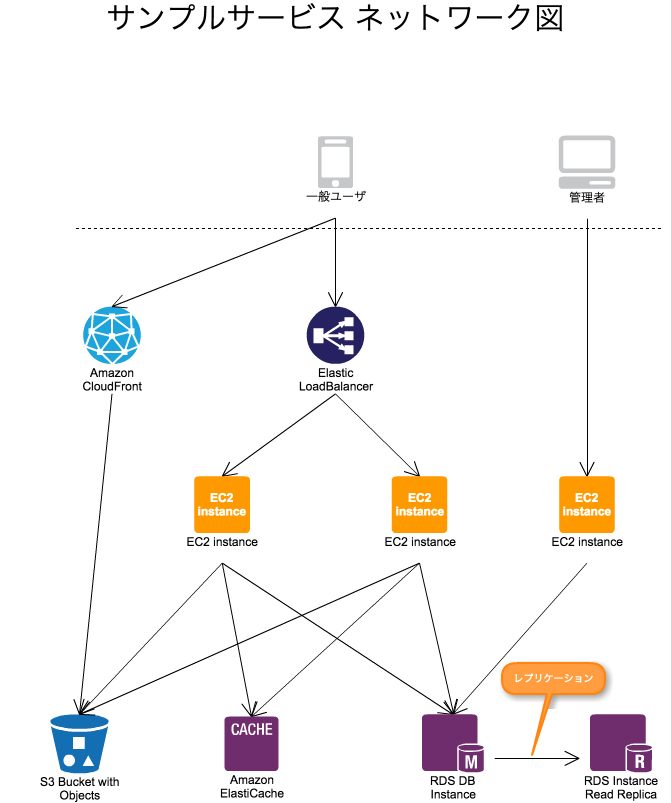 サンプルサービス ネットワーク図
一般ユーザ
管理者
Amazon
CloudFront
Elastic
LoadBalancer
EC2
instance
EC2 instance
EC2
instance
EC2 instance
EC2
instance
EC2 instance
レプリケーション
S3 Bucket with
Objects
CACHE
Amazon
ElastiCache
M
RDS DB
Instance
R
RDS Instance
Read Replica